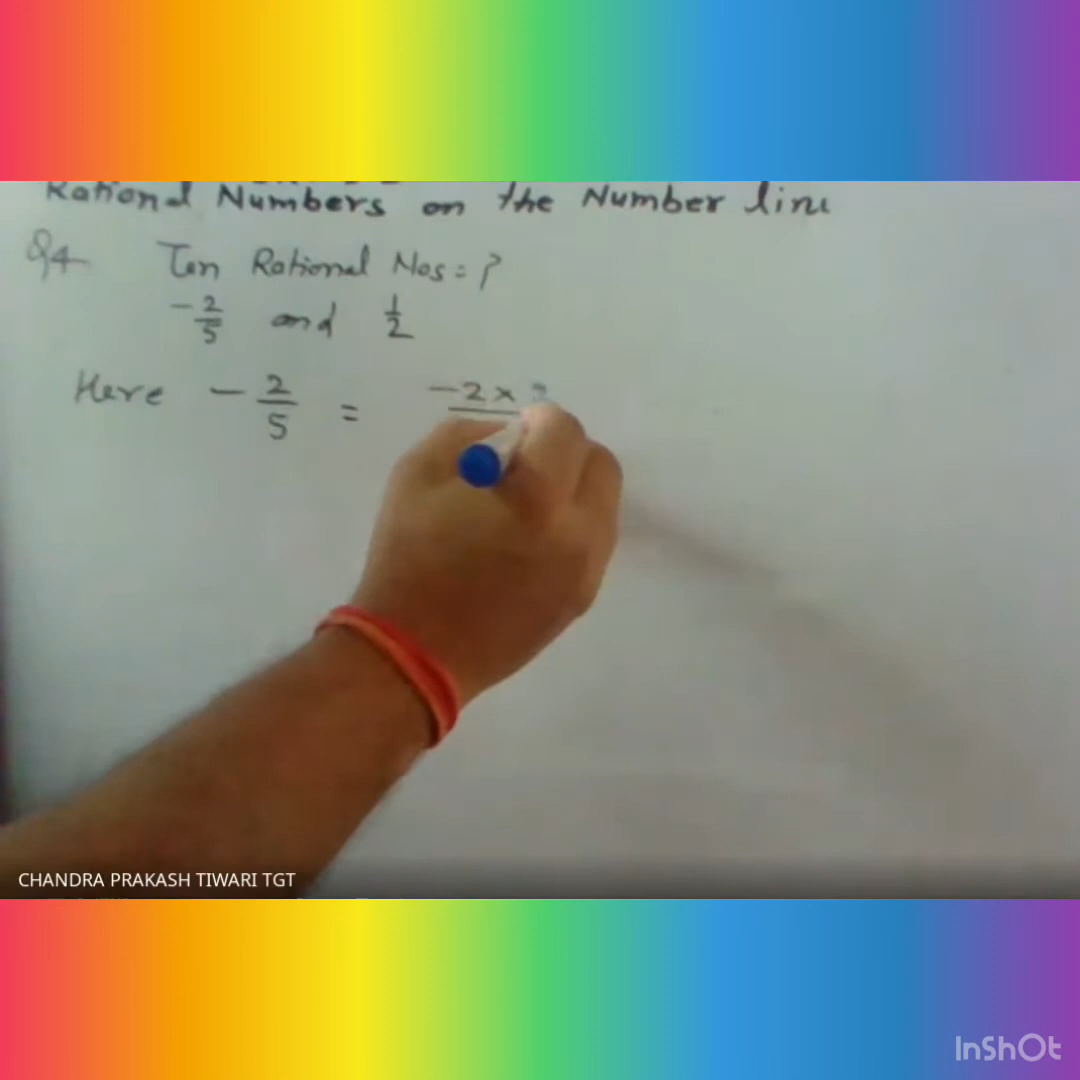 Rational Numbers on the Number line
Q4 Ten Rational Nos = ?
-2/5 and 1/2
Here - 2/5 = -2 ×
CHANDRA PRAKASH TIWARI TGT
InShOt